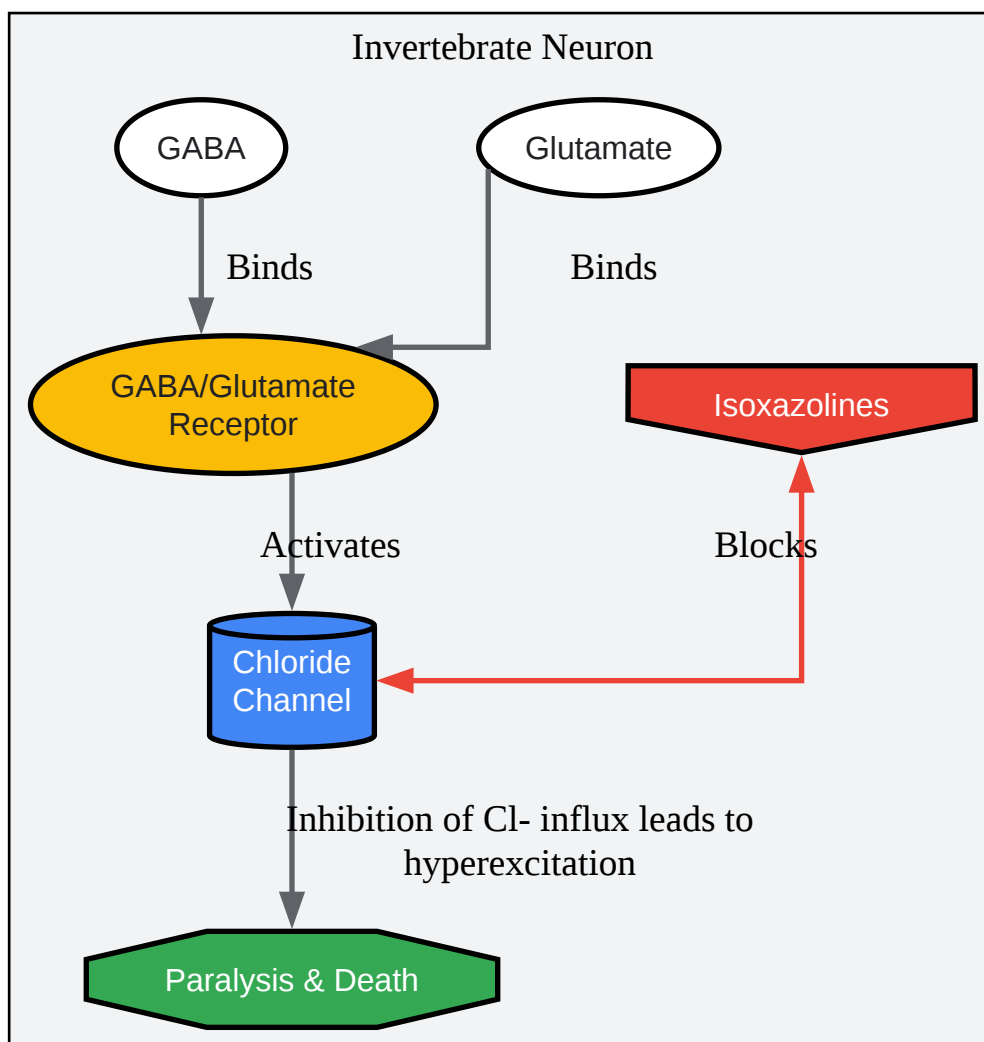 Invertebrate Neuron
GABA
Glutamate
Binds
Binds
GABA/Glutamate
Receptor
Isoxazolines
Activates
Blocks
Chloride
Channel
Inhibition of Cl- influx leads to
hyperexcitation
Paralysis & Death